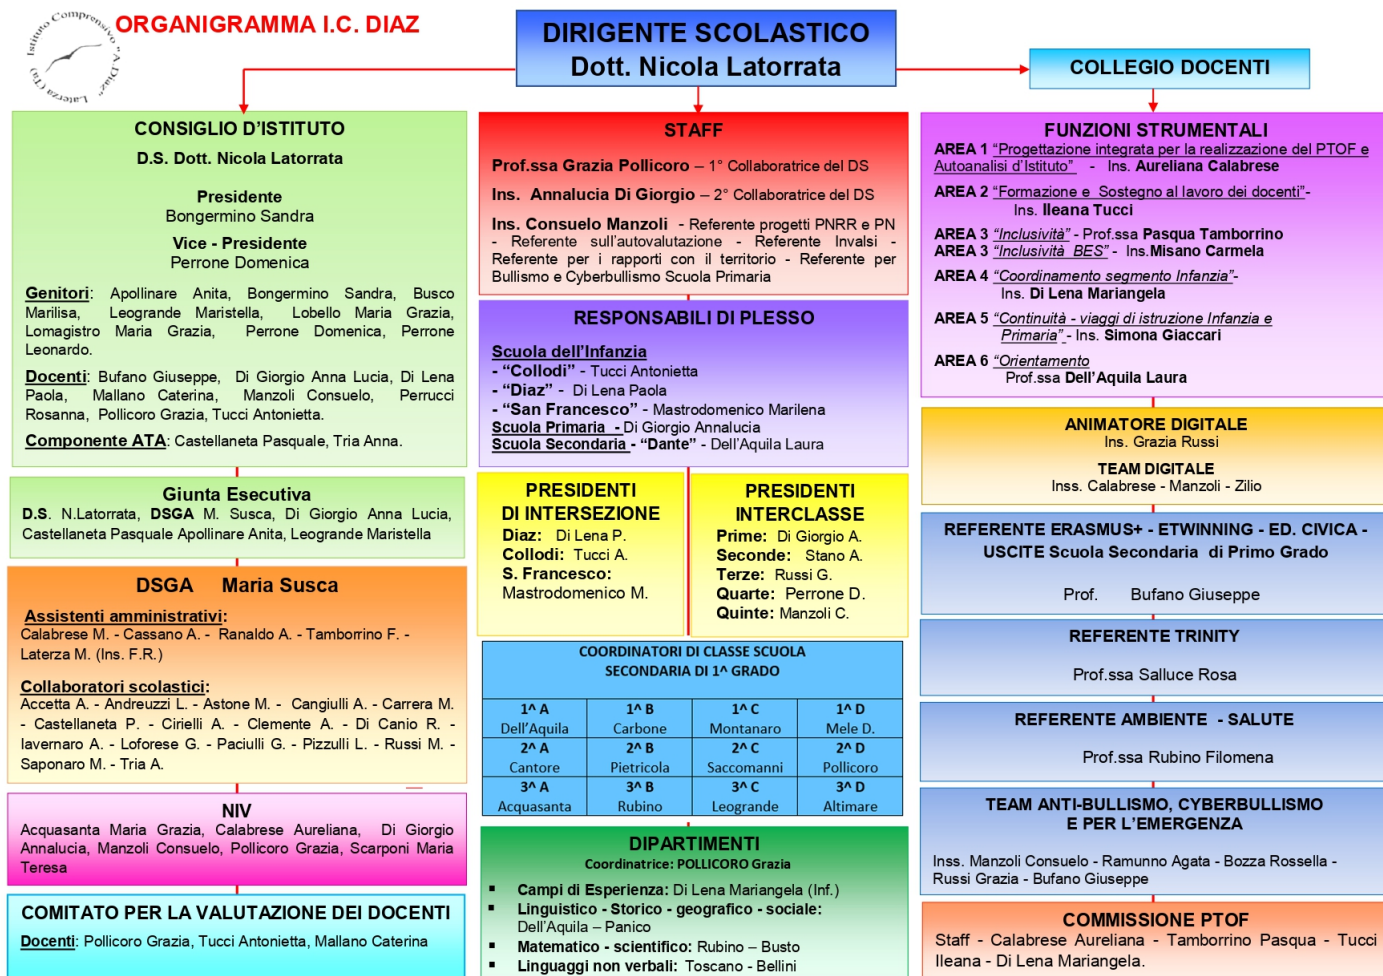 ORGANIGRAMMA I.C. DIAZ
Istituto Comprensivo "A. Diaz" Laterza (Ta)
DIRIGENTE SCOLASTICO
Dott. Nicola Latorrata
COLLEGIO DOCENTI
CONSIGLIO D'ISTITUTO
D.S. Dott. Nicola Latorrata
Presidente
Bongermino Sandra
Vice - Presidente
Perrone Domenica
Genitori: Apollinare Anita, Bongermino Sandra, Busco
Marilisa, Leogrande Maristella, Lobello Maria Grazia,
Lomagistro Maria Grazia, Perrone Domenica, Perrone
Leonardo.
Docenti: Bufano Giuseppe, Di Giorgio Anna Lucia, Di Lena
Paola, Mallano Caterina, Manzoli Consuelo, Perrucci
Rosanna, Pollicoro Grazia, Tucci Antonietta.
Componente ATA: Castellaneta Pasquale, Tria Anna.
Giunta Esecutiva
D.S. N.Latorrata, DSGA M. Susca, Di Giorgio Anna Lucia,
Castellaneta Pasquale Apollinare Anita, Leogrande Maristella
DSGA Maria Susca
Assistenti amministrativi:
Calabrese M. - Cassano A. - Ranaldo A. - Tamborrino F. -
Laterza M. (Ins. F.R.)
Collaboratori scolastici:
Accetta A. - Andreuzzi L. - Astone M. - Cangiulli A. - Carrera M.
- Castellaneta P. - Cirielli A. - Clemente A. - Di Canio R. -
Iavernaro A. - Loforese G. - Paciulli G. - Pizzulli L. - Russi M. -
Saponaro M. - Tria A.
NIV
Acquasanta Maria Grazia, Calabrese Aureliana, Di Giorgio
Annalucia, Manzoli Consuelo, Pollicoro Grazia, Scarponi Maria
Teresa
COMITATO PER LA VALUTAZIONE DEI DOCENTI
Docenti: Pollicoro Grazia, Tucci Antonietta, Mallano Caterina
STAFF
Prof.ssa Grazia Pollicoro – 1° Collaboratrice del DS
Ins. Annalucia Di Giorgio – 2° Collaboratrice del DS
Ins. Consuelo Manzoli - Referente progetti PNRR e PN
- Referente sull'autovalutazione - Referente Invalsi -
Referente per i rapporti con il territorio - Referente per
Bullismo e Cyberbullismo Scuola Primaria
RESPONSABILI DI PLESSO
Scuola dell'Infanzia
- "Collodi" - Tucci Antonietta
- "Diaz" - Di Lena Paola
- "San Francesco" - Mastrodomenico Marilena
Scuola Primaria - Di Giorgio Annalucia
Scuola Secondaria - "Dante" - Dell'Aquila Laura
PRESIDENTI
DI INTERSEZIONE
Diaz: Di Lena P.
Collodi: Tucci A.
S. Francesco:
Mastrodomenico M.
PRESIDENTI
INTERCLASSE
Prime: Di Giorgio A.
Seconde: Stano A.
Terze: Russi G.
Quarte: Perrone D.
Quinte: Manzoli C.
COORDINATORI DI CLASSE SCUOLA
SECONDARIA DI 1^ GRADO
1^ A 1^ B 1^ C 1^ D
Dell'Aquila Carbone Montanaro Mele D.
2^ A 2^ B 2^ C 2^ D
Cantore Pietricola Saccomanni Pollicoro
3^ A 3^ B 3^ C 3^ D
Acquasanta Rubino Leogrande Altimare
DIPARTIMENTI
Coordinatrice: POLLICORO Grazia
▪ Campi di Esperienza: Di Lena Mariangela (Inf.)
▪ Linguistico - Storico - geografico - sociale:
Dell'Aquila – Panico
▪ Matematico - scientifico: Rubino – Busto
▪ Linguaggi non verbali: Toscano - Bellini
FUNZIONI STRUMENTALI
AREA 1 "Progettazione integrata per la realizzazione del PTOF e
Autoanalisi d'Istituto" - Ins. Aureliana Calabrese
AREA 2 "Formazione e Sostegno al lavoro dei docenti"-
Ins. Ileana Tucci
AREA 3 "Inclusività" - Prof.ssa Pasqua Tamborrino
AREA 3 "Inclusività BES" - Ins.Misano Carmela
AREA 4 "Coordinamento segmento Infanzia"-
Ins. Di Lena Mariangela
AREA 5 "Continuità - viaggi di istruzione Infanzia e
Primaria" - Ins. Simona Giaccari
AREA 6 "Orientamento
Prof.ssa Dell'Aquila Laura
ANIMATORE DIGITALE
Ins. Grazia Russi
TEAM DIGITALE
Inss. Calabrese - Manzoli - Zilio
REFERENTE ERASMUS+ - ETWINNING - ED. CIVICA -
USCITE Scuola Secondaria di Primo Grado
Prof. Bufano Giuseppe
REFERENTE TRINITY
Prof.ssa Salluce Rosa
REFERENTE AMBIENTE - SALUTE
Prof.ssa Rubino Filomena
TEAM ANTI-BULLISMO, CYBERBULLISMO
E PER L'EMERGENZA
Inss. Manzoli Consuelo - Ramunno Agata - Bozza Rossella -
Russi Grazia - Bufano Giuseppe
COMMISSIONE PTOF
Staff - Calabrese Aureliana - Tamborrino Pasqua - Tucci
Ileana - Di Lena Mariangela.